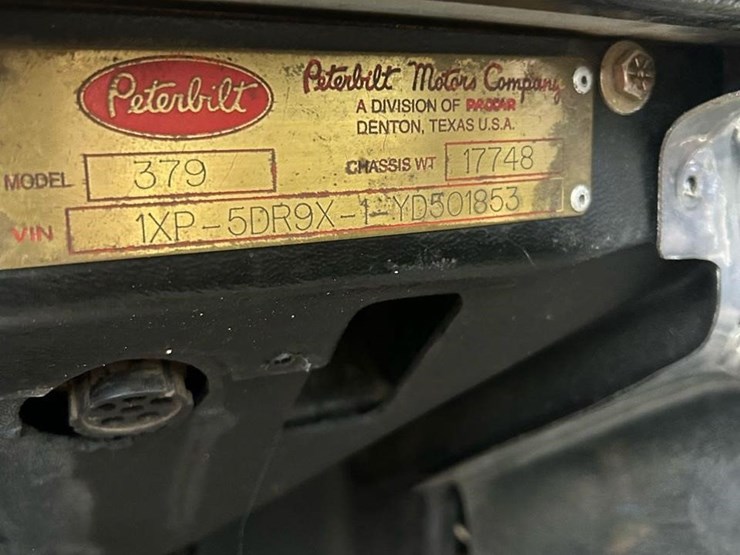 Peterbilt
Peterbilt Motors Company
A DIVISION OF PACCAR
DENTON, TEXAS U.S.A.
MODEL 379 CHASSIS WT 17748
VIN 1XP-5DR9X-1-YD501853